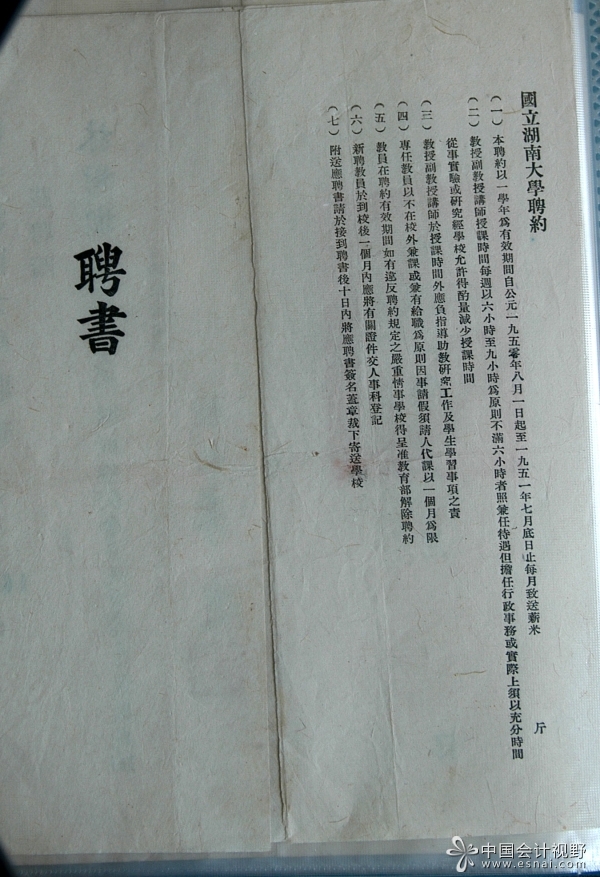 國立湖南大學聘約
（一）本聘約以一學年爲有效期間自公元一九五零年八月一日起至一九五一年七月底日止每月致送薪米　　斤
（二）教授副教授講師授課時間每週以六小時至九小時爲原則不滿六小時者照兼任待遇但擔任行政事務或實際上須以充分時間
從事實驗或研究經學校允許得酌量減少授課時間
（三）教授副教授講師於授課時間外應負指導助教研究工作及學生學習事項之責
（四）專任教員以不在校外兼課或兼有給職爲原則因事請假須請人代課以一個月爲限
（五）教員在聘約有效期間如有違反聘約規定之嚴重情事學校得呈准教育部解除聘約
（六）新聘教員於到校後一個月內應將有關證件交人事科登記
（七）附送應聘書請於接到聘書後十日內將應聘書簽名蓋章裁下寄送學校
聘書
中国会计视野
www.esnai.com